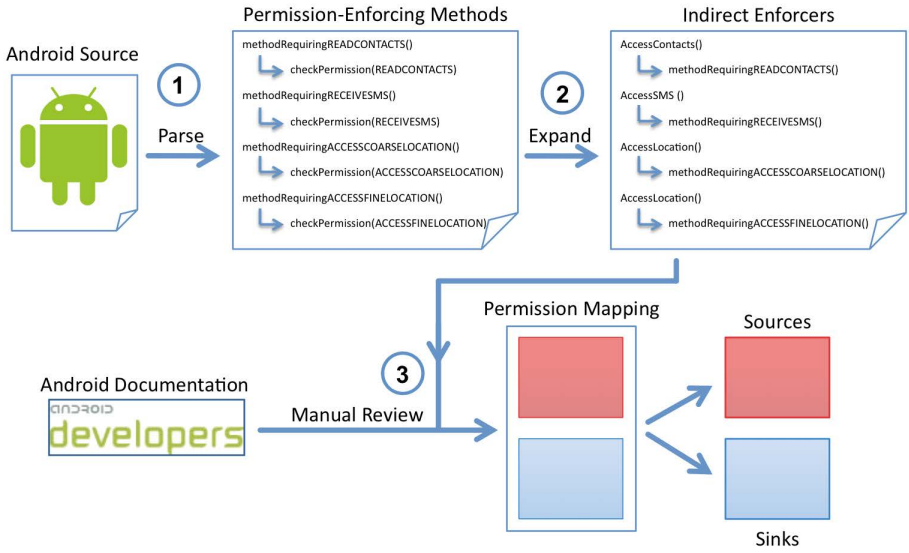 Permission-Enforcing Methods
Indirect Enforcers
Android Source
1
Parse
methodRequiringREADCONTACTS()
checkPermission(READCONTACTS)
methodRequiringRECEIVESMS()
checkPermission(RECEIVESMS)
methodRequiringACCESSCOARSELOCATION()
checkPermission(ACCESSCOARSELOCATION)
methodRequiringACCESSFINELOCATION()
checkPermission(ACCESSFINELOCATION)
2
Expand
AccessContacts()
methodRequiringREADCONTACTS()
AccessSMS ()
methodRequiringRECEIVESMS()
AccessLocation()
methodRequiringACCESSCOARSELOCATION()
AccessLocation()
methodRequiringACCESSFINELOCATION()
Permission Mapping
Sources
3
Android Documentation
Manual Review
android
developers
Sinks